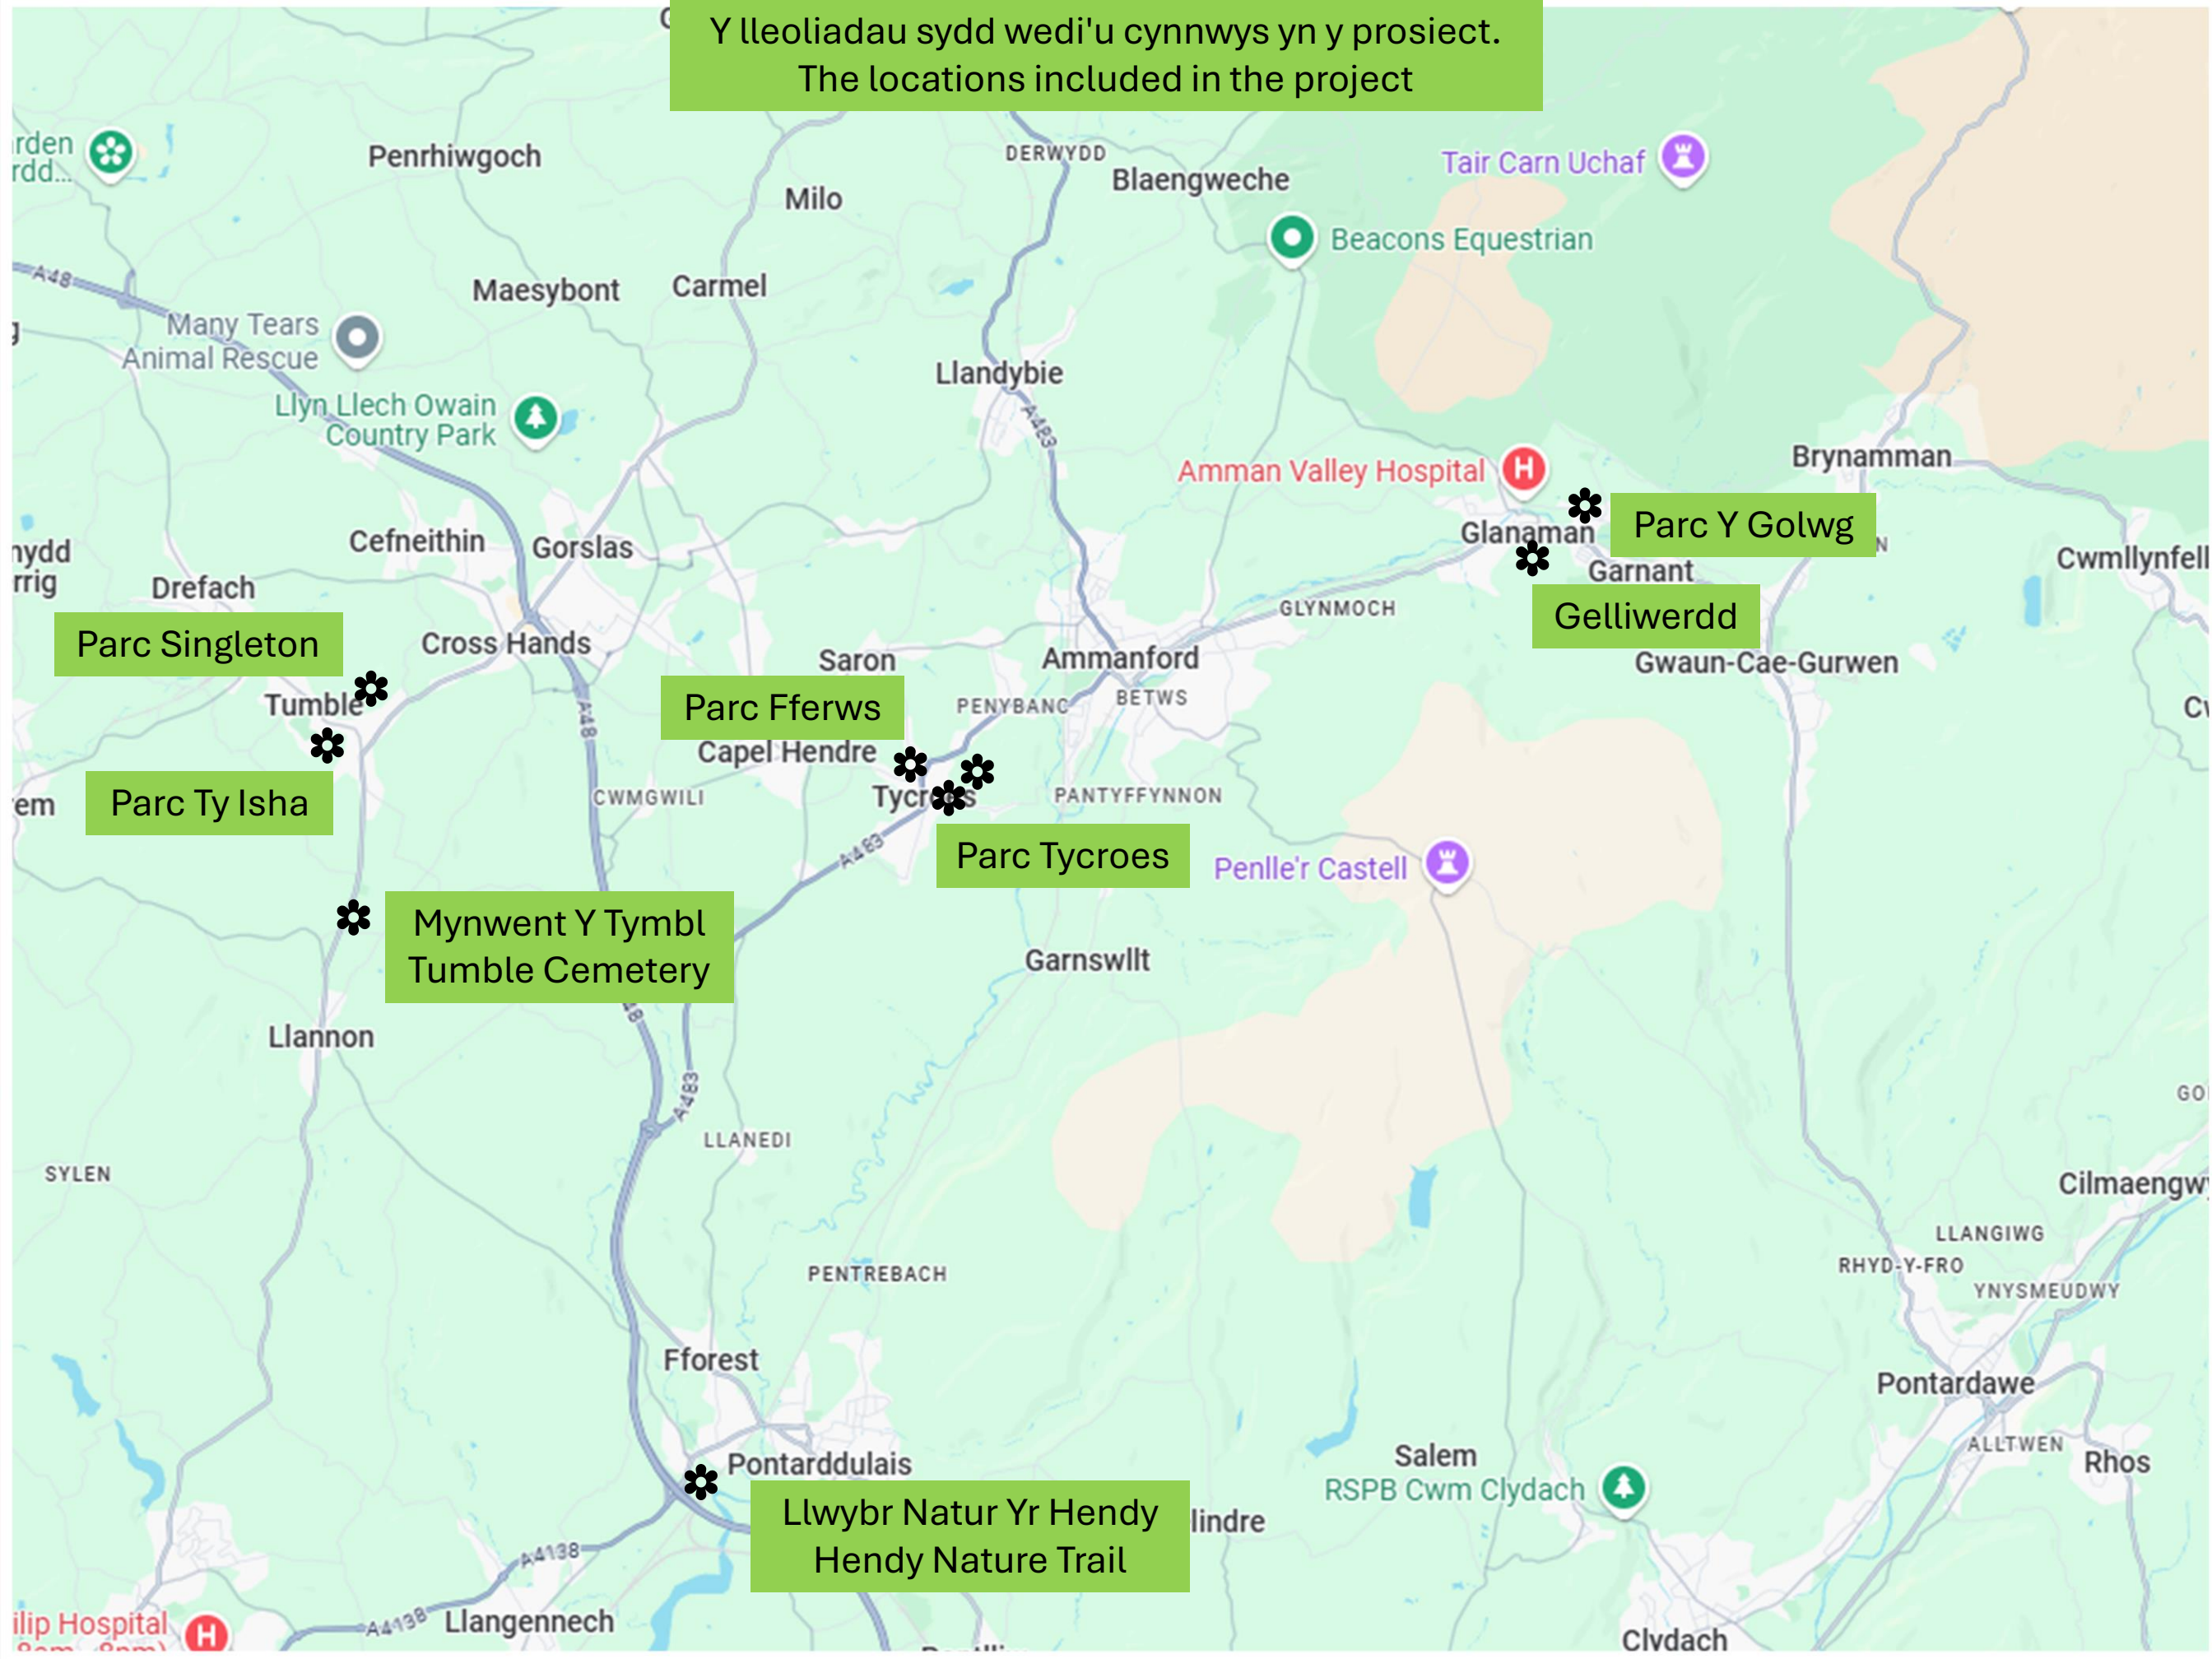 Y lleoliadau sydd wedi'u cynnwys yn y prosiect.
The locations included in the project
DERWYDD
Penrhiwgoch
Blaengweche
Tair Carn Uchaf
Milo
Beacons Equestrian
A48
Maesybont
Carmel
Many Tears
Animal Rescue
Llandybie
Llyn Llech Owain
Country Park
A483
Brynamman
Amman Valley Hospital
H
Parc Y Golwg
Glanaman
Cefneithin
Gorslas
Cwmllynfell
Garnant
Drefach
GLYNMOCH
Gelliwerdd
Parc Singleton
Cross Hands
Saron
Ammanford
Gwaun-Cae-Gurwen
BETWS
Tumble
PENYBANC
Parc Fferws
A48
Capel Hendre
Parc Ty Isha
CWMGWILI
Tycroes
PANTYFFYNNON
A483
Parc Tycroes
Penlle'r Castell
Mynwent Y Tymbl
Tumble Cemetery
Garnswllt
Llannon
A483
LLANEDI
SYLEN
LLANGIWG
RHYD-Y-FRO
PENTREBACH
YNYSMEUDWY
Fforest
Pontardawe
ALLTWEN
Pontarddulais
Salem
Rhos
RSPB Cwm Clydach
Llwybr Natur Yr Hendy
Hendy Nature Trail
A4138
Llangennech
A4138
Hospital
H
Clydach